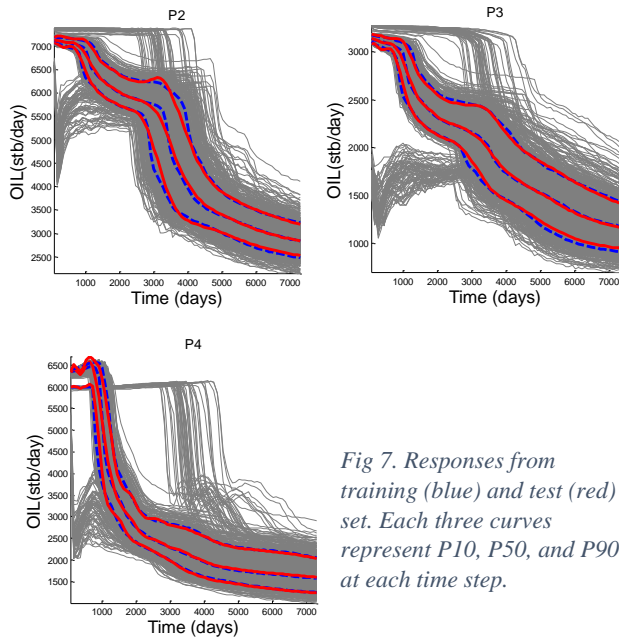 P2
OIL(stb/day)
7000
6500
6000
5500
5000
4500
4000
3500
3000
2500
1000 2000 3000 4000 5000 6000 7000
Time (days)
P3
OIL(stb/day)
3000
2500
2000
1500
1000
1000 2000 3000 4000 5000 6000 7000
Time (days)
P4
OIL(stb/day)
6500
6000
5500
5000
4500
4000
3500
3000
2500
2000
1500
1000 2000 3000 4000 5000 6000 7000
Time (days)
Fig 7. Responses from
training (blue) and test (red)
set. Each three curves
represent P10, P50, and P90
at each time step.